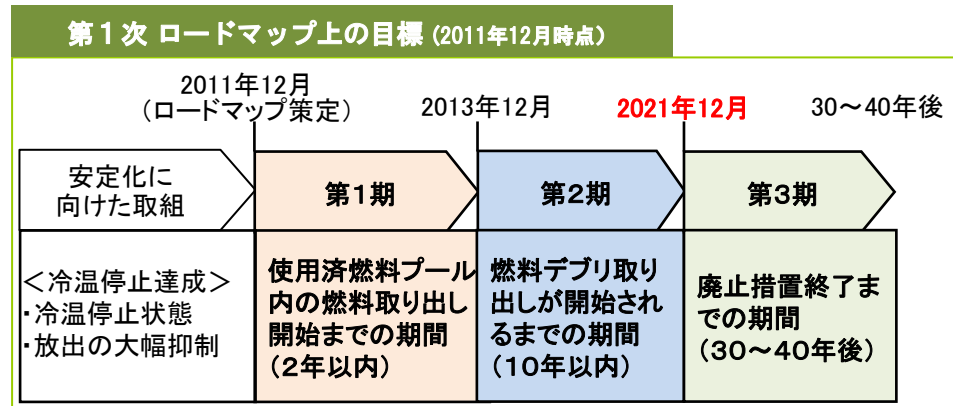 第1次 ロードマップ上の目標 (2011年12月時点)
2011年12月
(ロードマップ策定)
2013年12月
2021年12月
30～40年後
安定化に
向けた取組
第1期
第2期
第3期
＜冷温停止達成＞
・冷温停止状態
・放出の大幅抑制
使用済燃料プール
内の燃料取り出し
開始までの期間
(2年以内)
燃料デブリ取り
出しが開始され
るまでの期間
(10年以内)
廃止措置終了ま
での期間
(30～40年後)